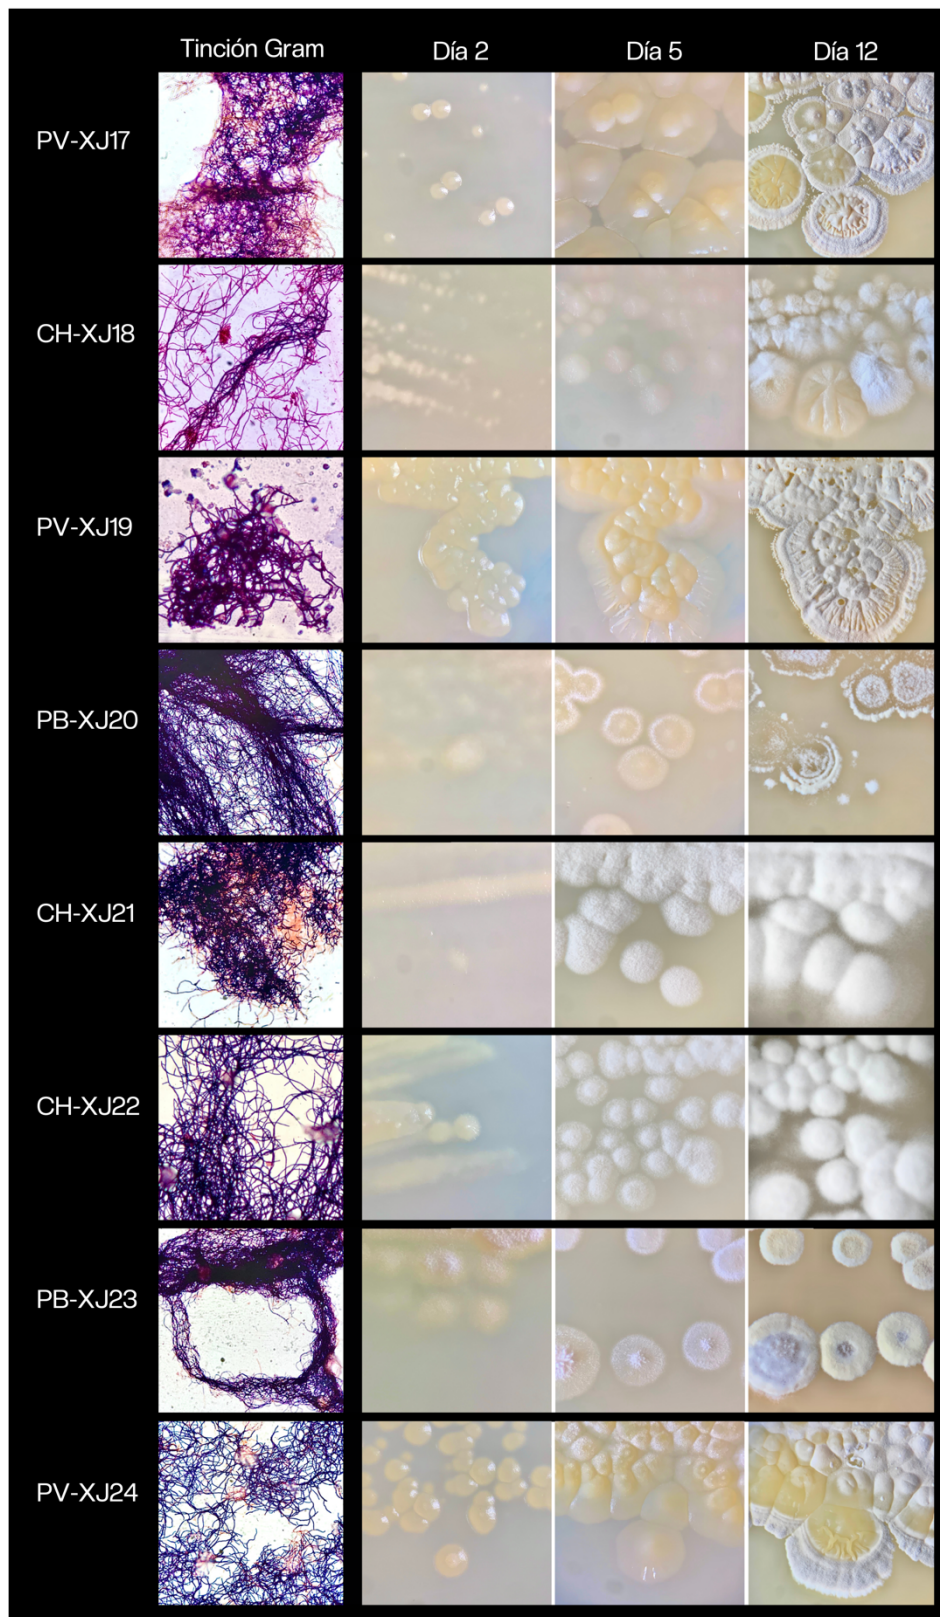 Tinción Gram Día 2 Día 5 Día 12
PV-XJ17
CH-XJ18
PV-XJ19
PB-XJ20
CH-XJ21
CH-XJ22
PB-XJ23
PV-XJ24